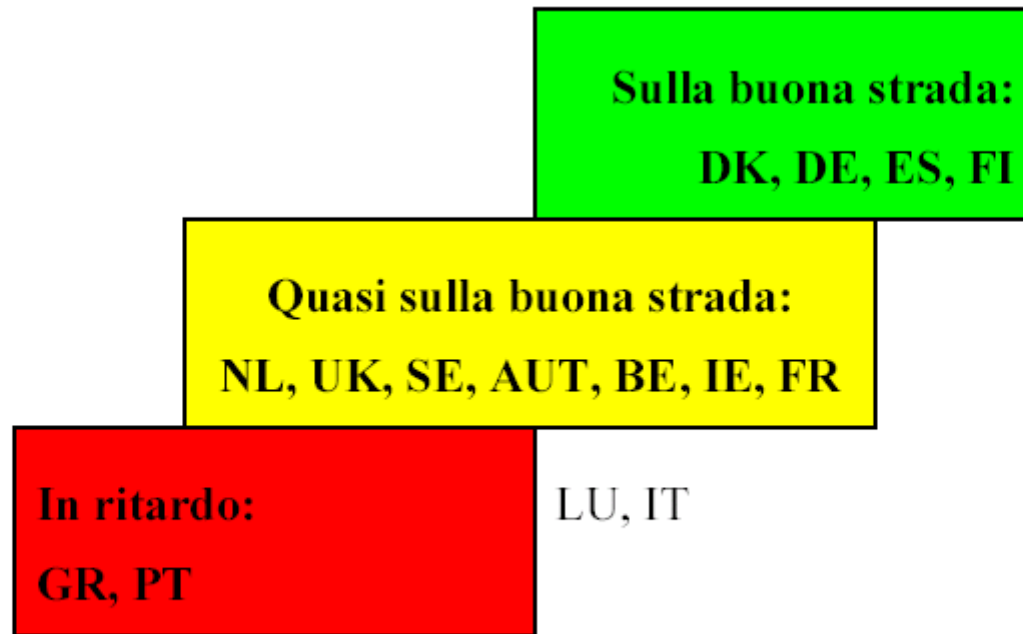 Sulla buona strada:
DK, DE, ES, FI
Quasi sulla buona strada:
NL, UK, SE, AUT, BE, IE, FR
In ritardo:
GR, PT
LU, IT